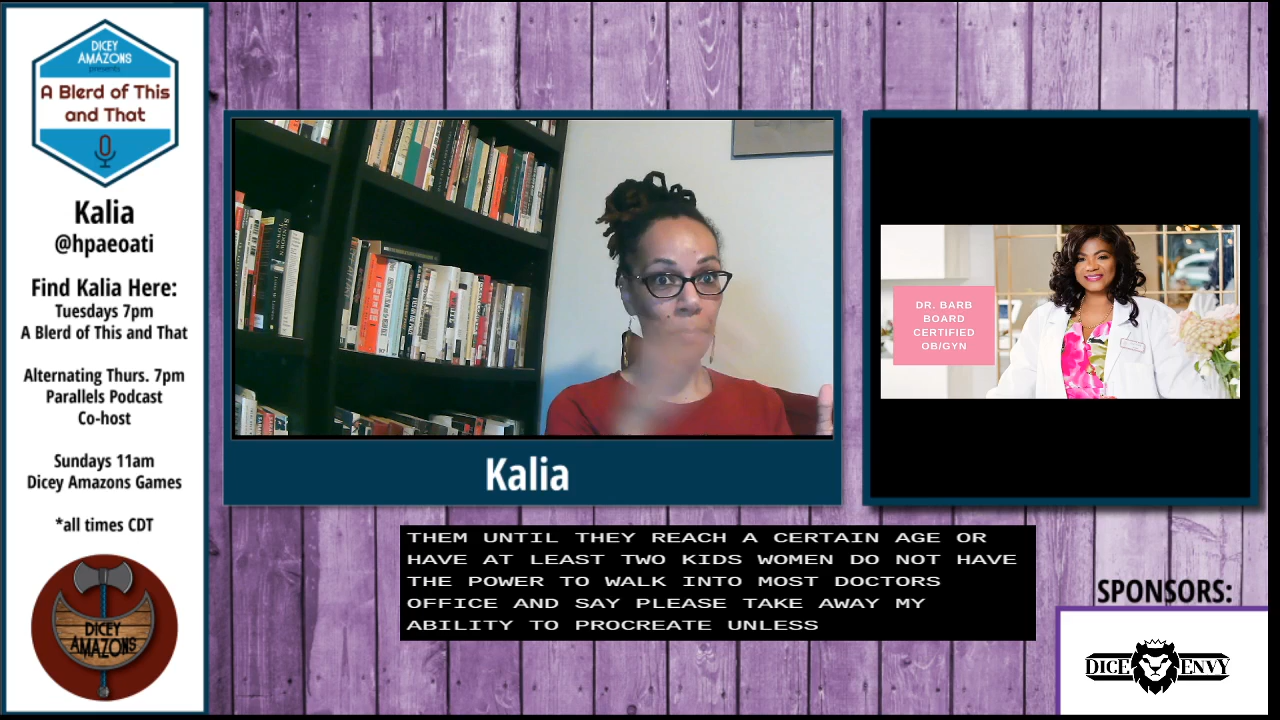 DICEY
AMAZONS
presents
A Blerd of This
and That
Kalia
@hpaeoati
Find Kalia Here:
Tuesdays 7pm
A Blerd of This and That
Alternating Thurs. 7pm
Parallels Podcast
Co-host
Sundays 11am
Dicey Amazons Games
*all times CDT
DICEY
AMAZONS
Kalia
DR. BARB
BOARD
CERTIFIED
OB/GYN
THEM UNTIL THEY REACH A CERTAIN AGE OR
HAVE AT LEAST TWO KIDS WOMEN DO NOT HAVE
THE POWER TO WALK INTO MOST DOCTORS
OFFICE AND SAY PLEASE TAKE AWAY MY
ABILITY TO PROCREATE UNLESS
SPONSORS:
DICE ENVY